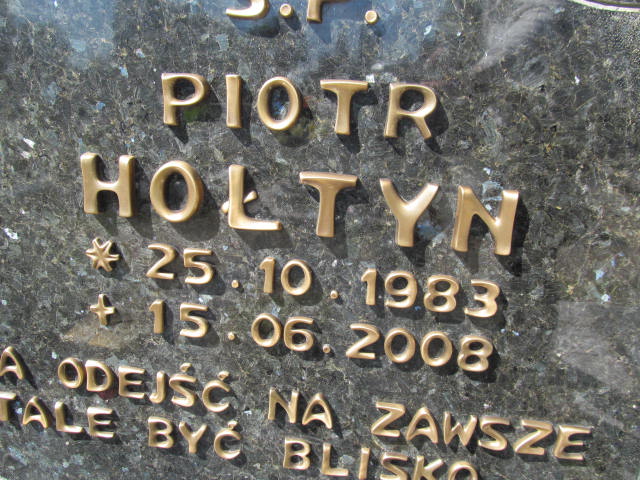 Ś.P.
PIOTR
HOŁTYN
* 25.10.1983
+ 15.06.2008
A ODEJŚĆ NA ZAWSZE
TALE BYĆ BLISKO